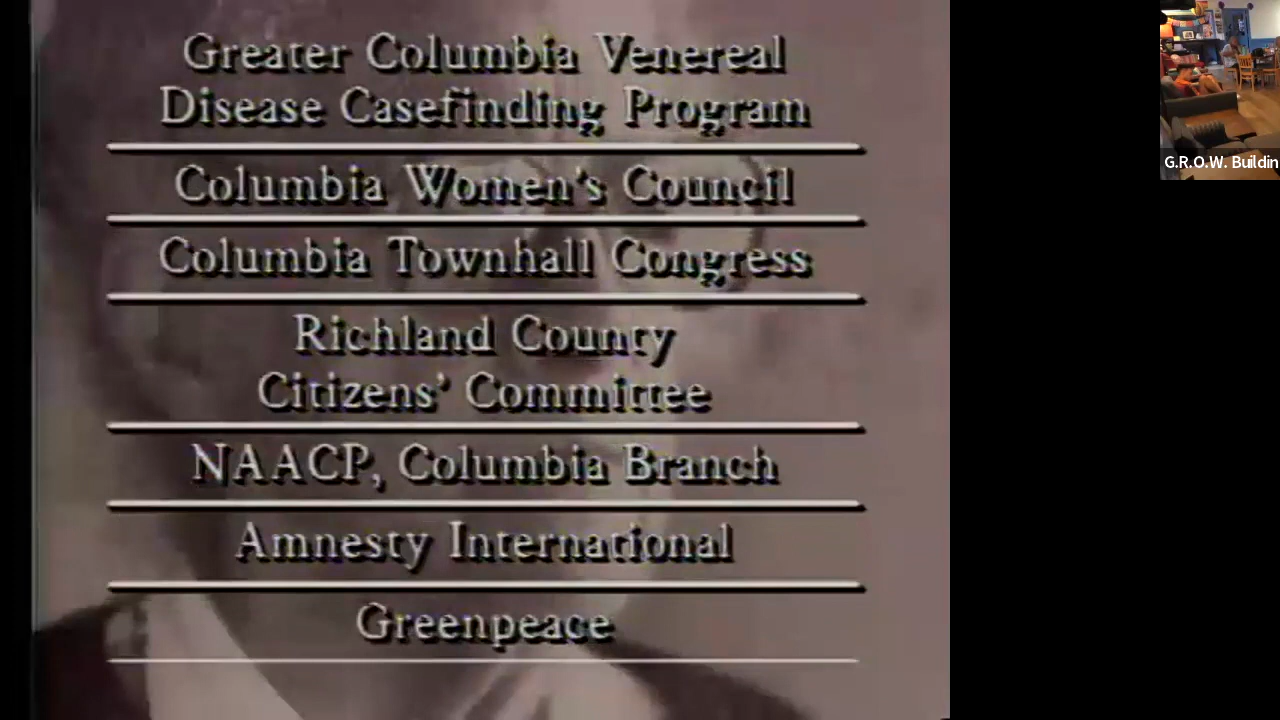 Greater Columbia Venereal
Disease Casefinding Program
Columbia Women's Council
Columbia Townhall Congress
Richland County
Citizens' Committee
NAACP, Columbia Branch
Amnesty International
Greenpeace
G.R.O.W. Buildin